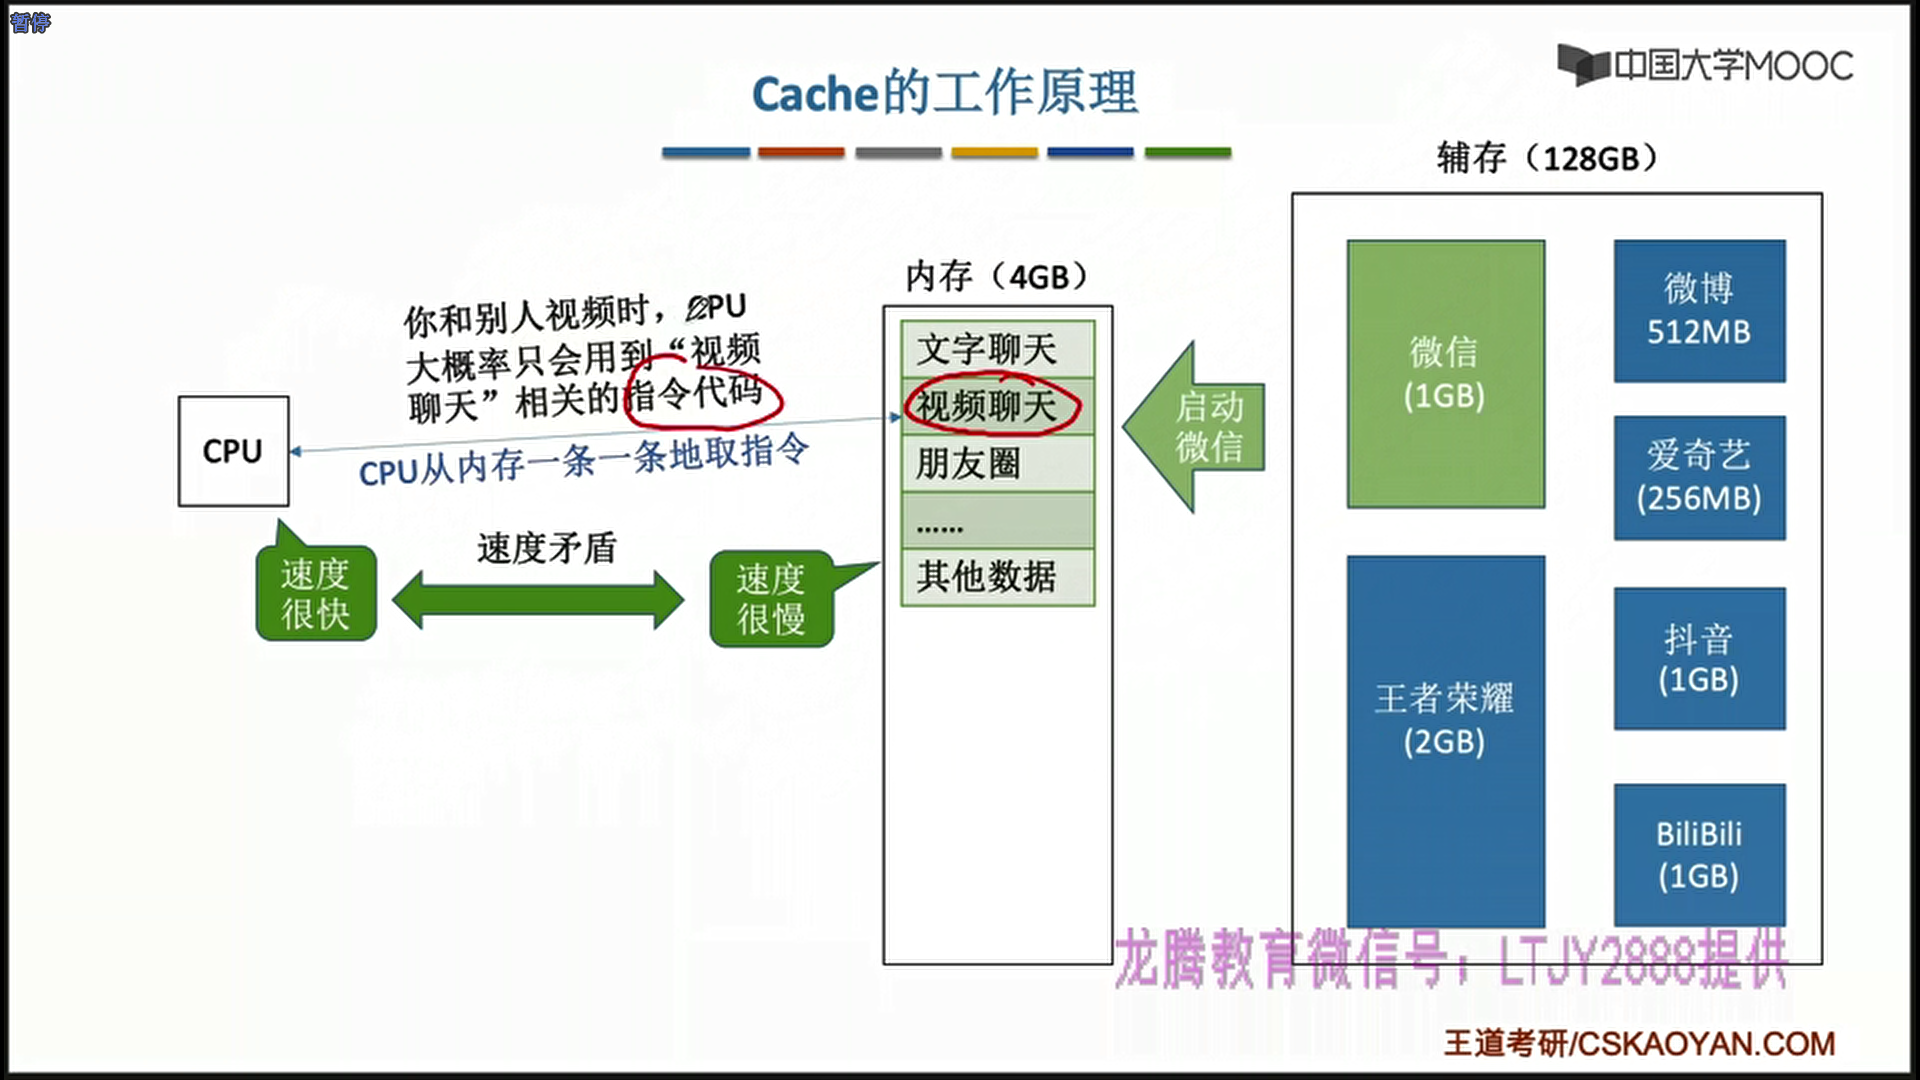 暂停
中国大学MOOC
Cache的工作原理
辅存（128GB）
内存（4GB）
你和别人视频时，CPU
大概率只会用到“视频
聊天”相关的指令代码
CPU
CPU从内存一条一条地取指令
速度矛盾
速度
很快
速度
很慢
文字聊天
视频聊天
朋友圈
......
其他数据
启动
微信
微信
(1GB)
微博
512MB
爱奇艺
(256MB)
王者荣耀
(2GB)
抖音
(1GB)
BiliBili
(1GB)
龙腾教育微信号：LTJY2888提供
王道考研/CSKAOYAN.COM